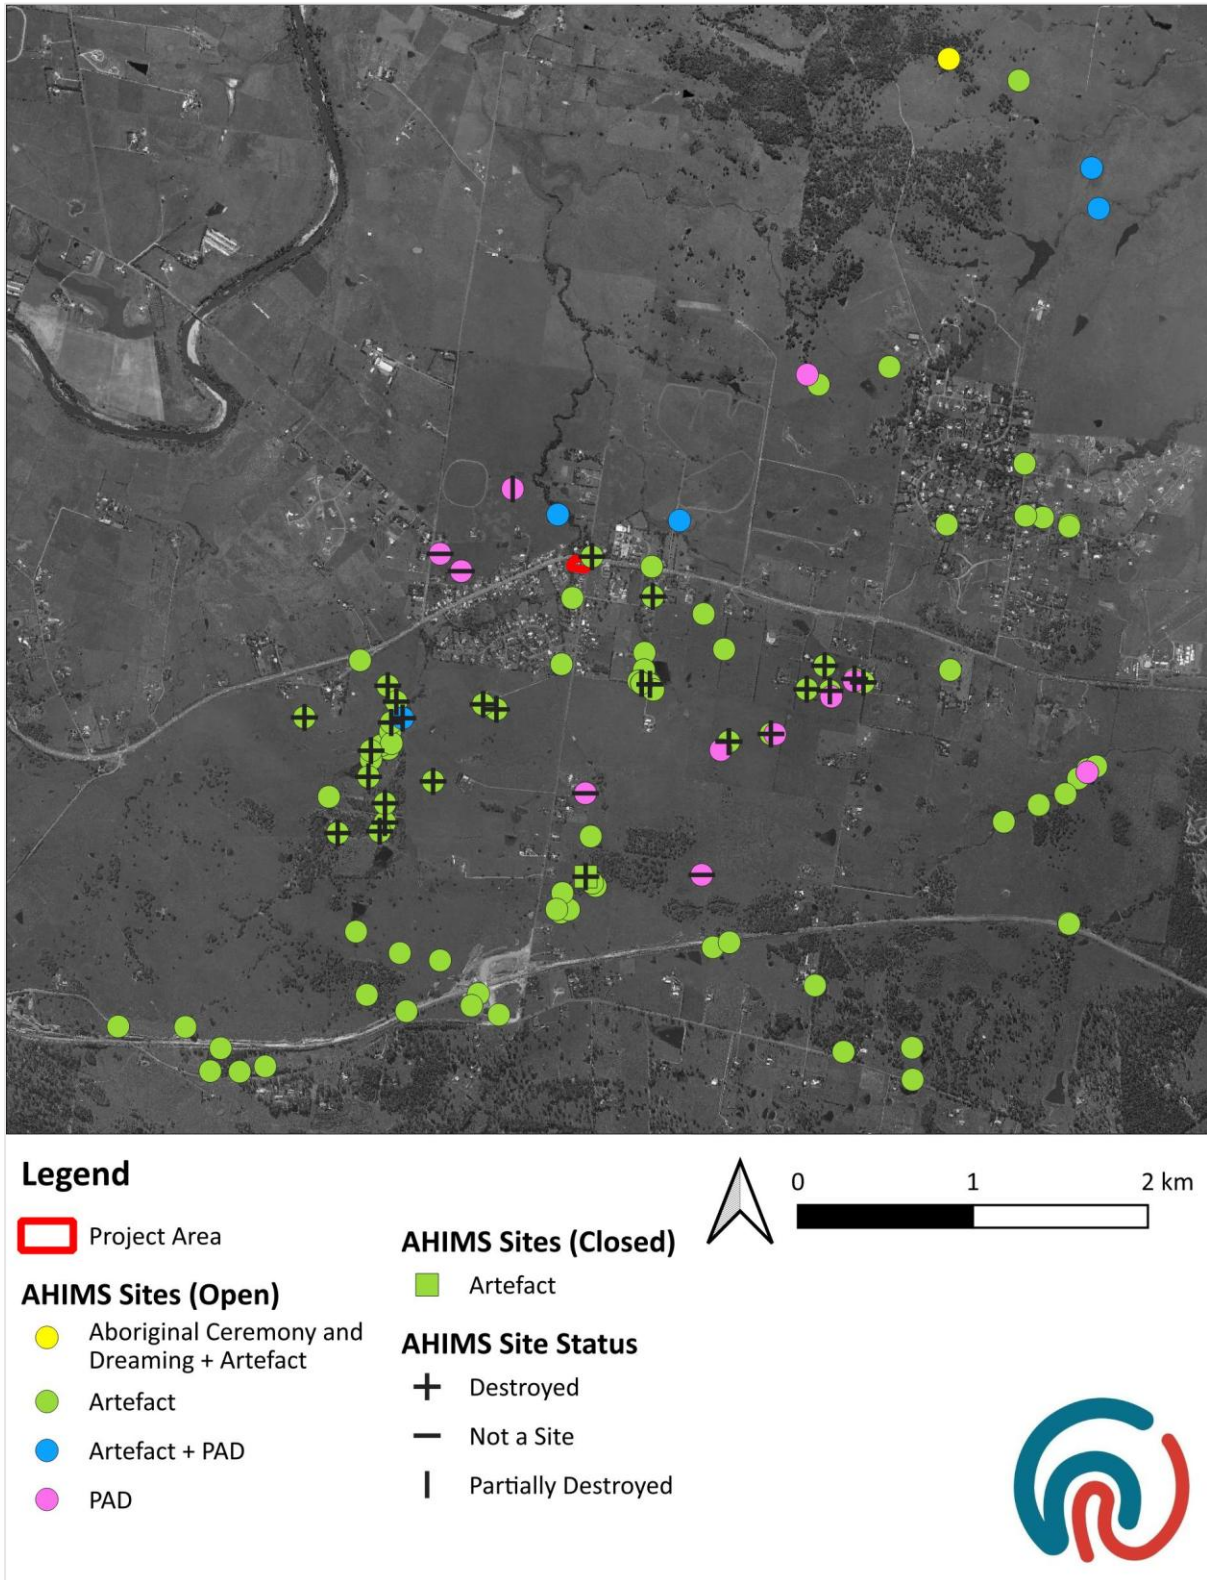 Legend
Project Area
AHIMS Sites (Open)
Aboriginal Ceremony and
Dreaming + Artefact
Artefact
Artefact + PAD
PAD
AHIMS Sites (Closed)
Artefact
AHIMS Site Status
Destroyed
Not a Site
Partially Destroyed
0 1 2 km